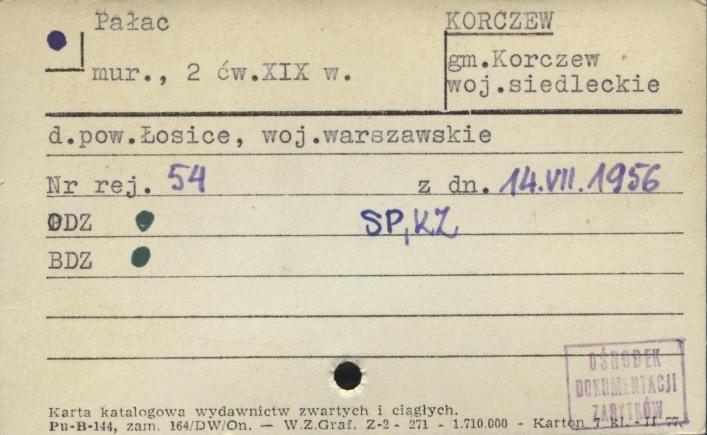 Pałac
KORCZEW
mur., 2 ćw.XIX w.
gm.Korczew
woj.siedleckie
d.pow.Łosice, woj.warszawskie
Nr rej. 54 z dn. 14.VII.1956
ODZ SP, KZ
BDZ
OŚRODEK
DOKUMENTACJI
ZABYTKÓW
Karta katalogowa wydawnictw zwartych i ciągłych.
Pu-B-144, zam. 164/DW/On. — W.Z.Graf. Z-2 - 271 - 1.710.000 - Karton 7 kl. - II 77.